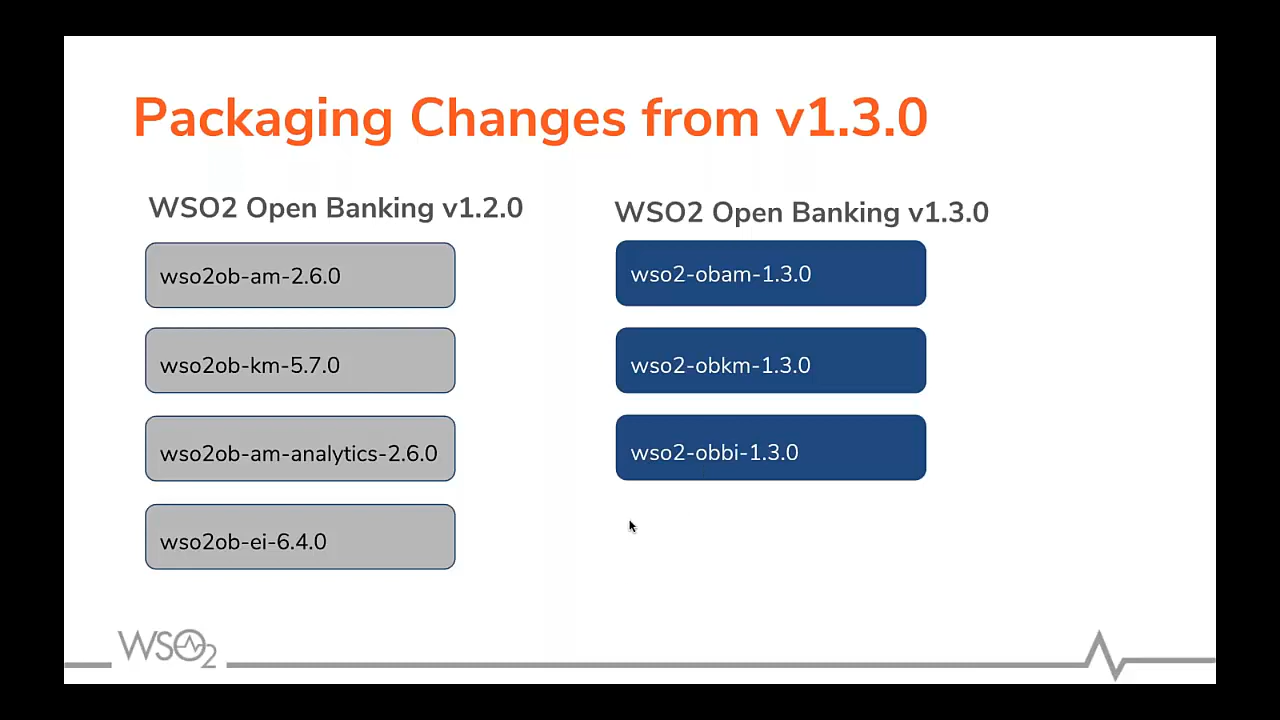 Packaging Changes from v1.3.0
WSO2 Open Banking v1.2.0
wso2ob-am-2.6.0
wso2ob-km-5.7.0
wso2ob-am-analytics-2.6.0
wso2ob-ei-6.4.0
WSO2 Open Banking v1.3.0
wso2-obam-1.3.0
wso2-obkm-1.3.0
wso2-obbi-1.3.0
WSO2